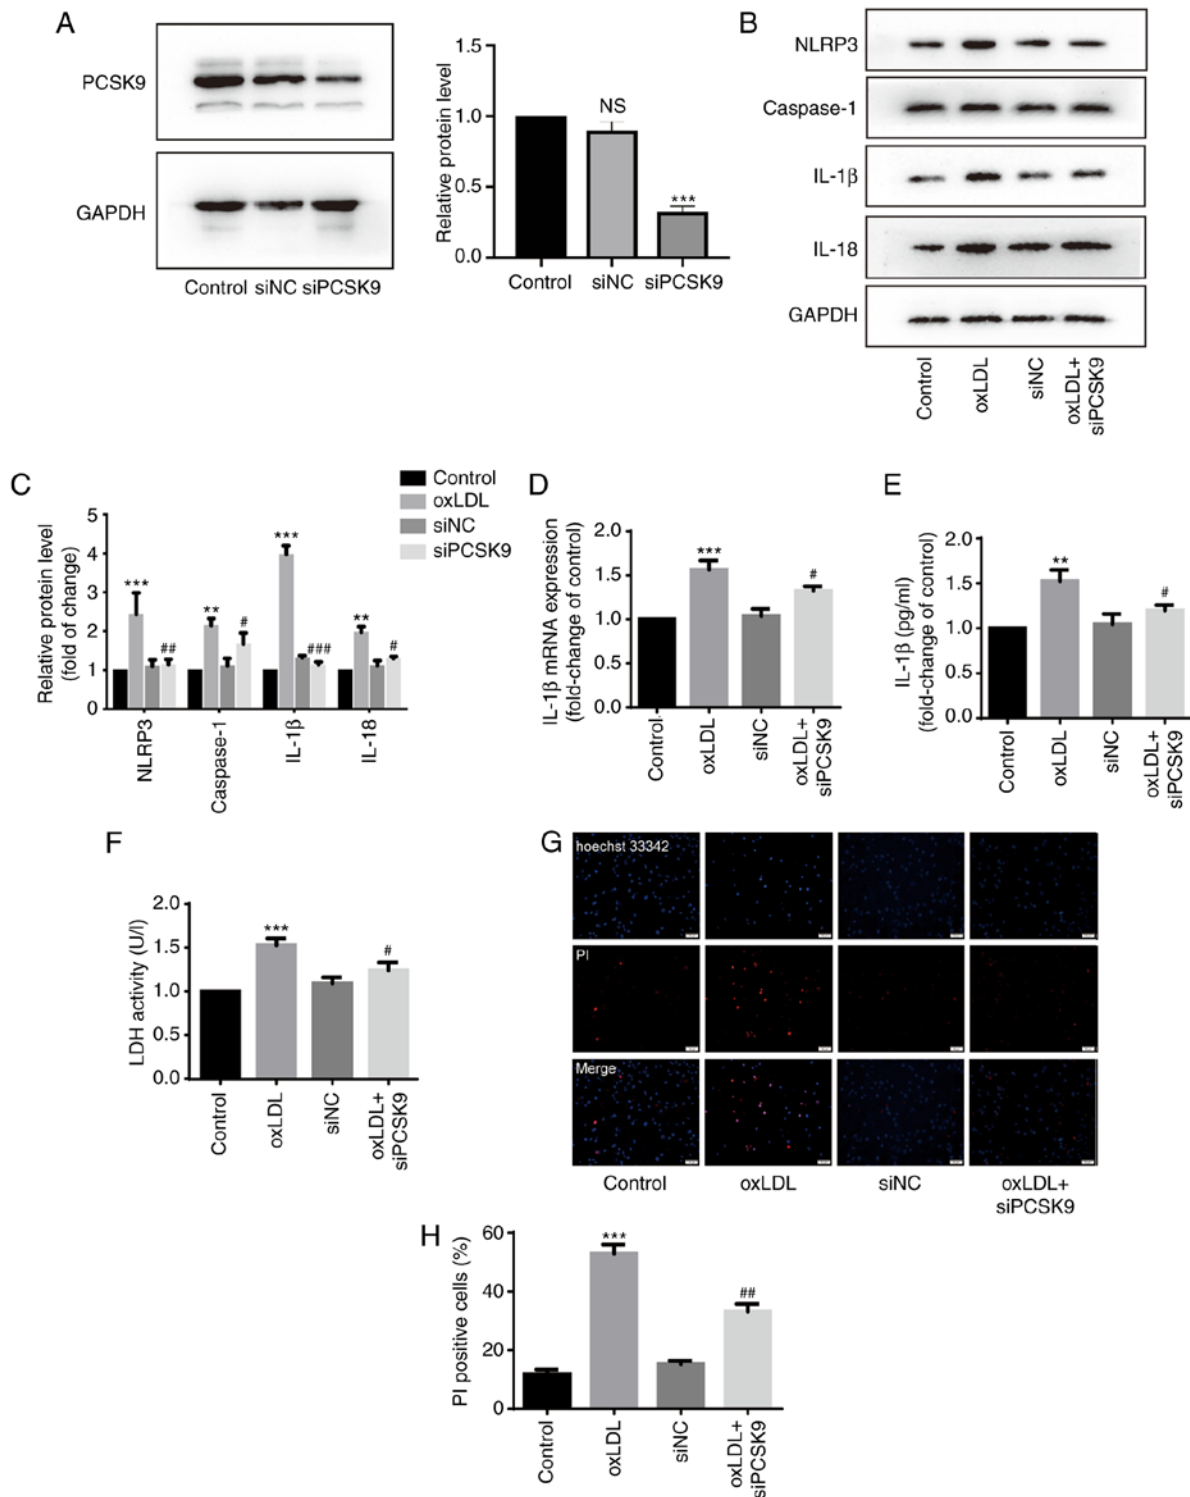 A
PCSK9
GAPDH
Control siNC siPCSK9
Relative protein level
1.5
1.0
0.5
0.0
NS
***
Control siNC siPCSK9
B
NLRP3
Caspase-1
IL-1β
IL-18
GAPDH
Control
oxLDL
siNC
oxLDL+
siPCSK9
C
Relative protein level
(fold of change)
5
4
3
2
1
0
***
##
**
#
***
###
**
#
NLRP3
Caspase-1
IL-1β
IL-18
Control
oxLDL
siNC
siPCSK9
D
IL-1β mRNA expression
(fold-change of control)
2.0
1.5
1.0
0.5
0.0
***
#
Control
oxLDL
siNC
oxLDL+
siPCSK9
E
IL-1β (pg/ml)
(fold-change of control)
2.0
1.5
1.0
0.5
0.0
**
#
Control
oxLDL
siNC
oxLDL+
siPCSK9
F
LDH activity (U/l)
2.0
1.5
1.0
0.5
0.0
***
#
Control
oxLDL
siNC
oxLDL+
siPCSK9
G
hoechst 33342
PI
Merge
Control oxLDL siNC oxLDL+
siPCSK9
H
PI positive cells (%)
60
40
20
0
***
##
Control
oxLDL
siNC
oxLDL+
siPCSK9